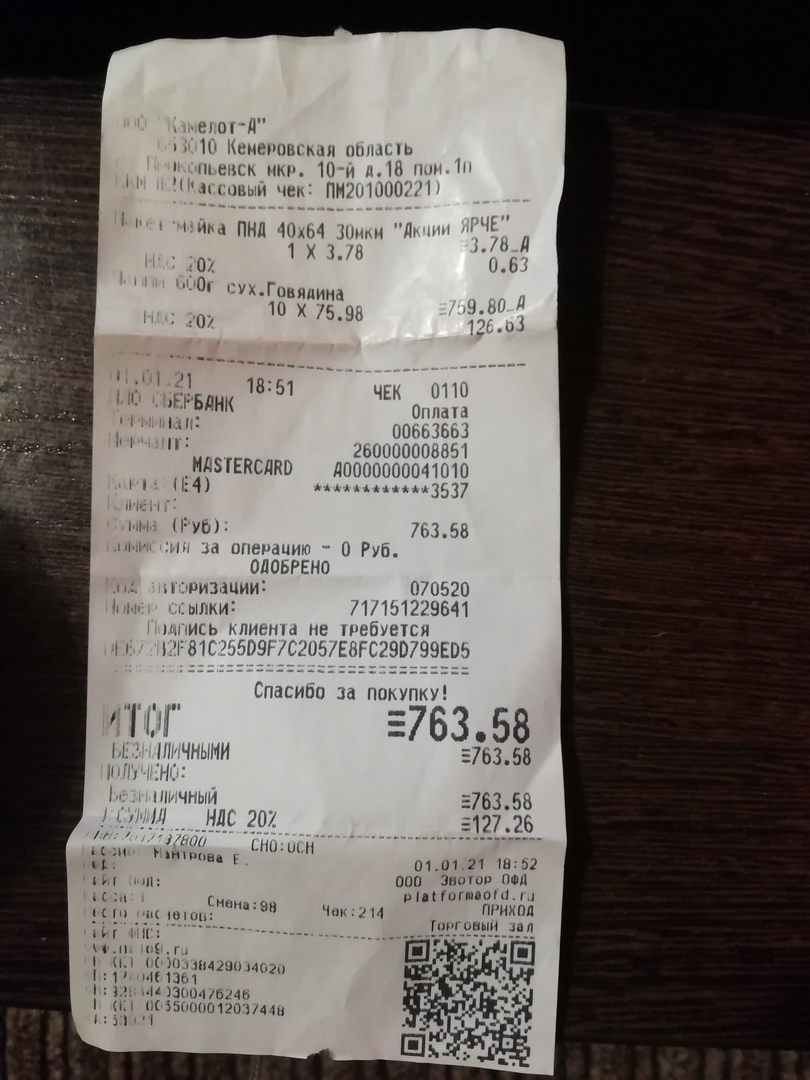 ООО "Камелот-А"
653010 Кемеровская область
Прокопьевск мкр. 10-й д.18 пом.1п
ККМ №2(Кассовый чек: ПМ201000221)
Пакет майка ПНД 40х64 30мкм "Акции ЯРЧЕ"
1 X 3.78 ≡3.78_А
НДС 20% 0.63
600г сух.Говядина
10 X 75.98 ≡759.80_А
НДС 20% 126.63
01.01.21 18:51 ЧЕК 0110
ПАО СБЕРБАНК Оплата
Терминал: 00663663
Мерчант: 260000008851
MASTERCARD A0000000041010
Карта:(E4) ************3537
Клиент:
Сумма (Руб): 763.58
Комиссия за операцию - 0 Руб.
ОДОБРЕНО
Код авторизации: 070520
Номер ссылки: 717151229641
Подпись клиента не требуется
81C255D9F7C2057E8FC29D799ED5
Спасибо за покупку!
ИТОГ ≡763.58
БЕЗНАЛИЧНЫМИ ≡763.58
ПОЛУЧЕНО:
Безналичный ≡763.58
СУММА НДС 20% ≡127.26
СНО:ОСН
Кассир Е.
01.01.21 18:52
ООО Эвотор ОФД
platformaofd.ru
Смена:98 Чек:214 ПРИХОД
Торговый зал